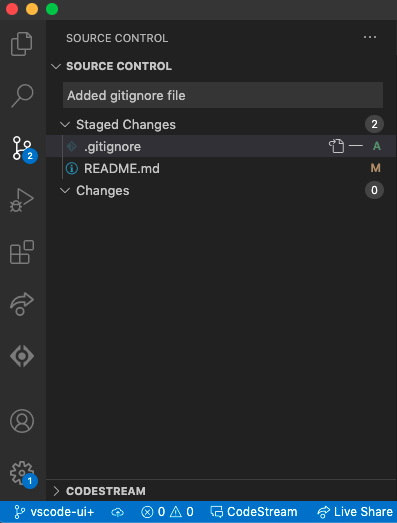 SOURCE CONTROL
SOURCE CONTROL
Added gitignore file
Staged Changes 2
.gitignore A
2
README.md M
Changes 0
1
CODESTREAM
vscode-ui+ 0 0 CodeStream Live Share